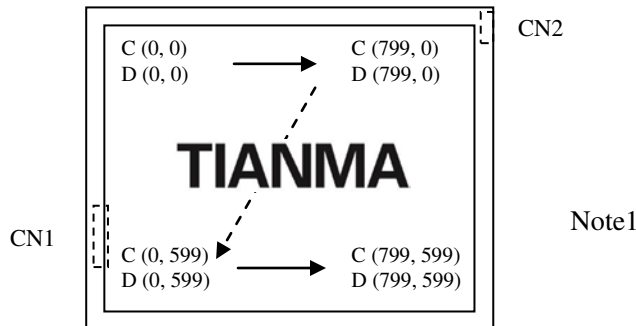 CN2
C (0, 0)
D (0, 0)
C (799, 0)
D (799, 0)
TIANMA
CN1
Note1
C (0, 599)
D (0, 599)
C (799, 599)
D (799, 599)